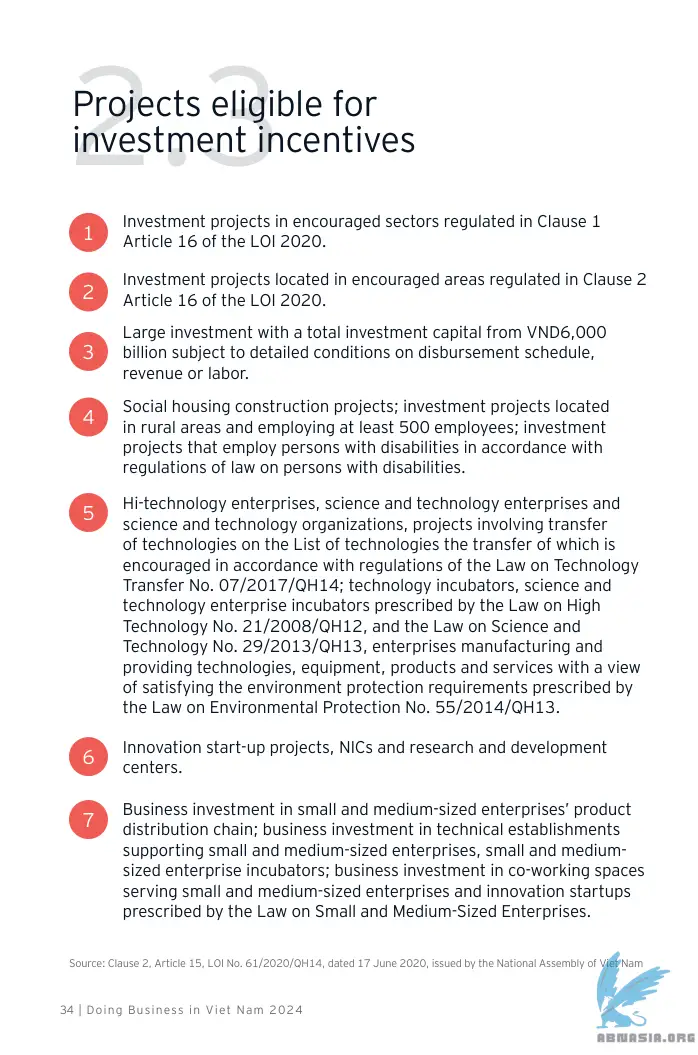 2.3
Projects eligible for
investment incentives
1
Investment projects in encouraged sectors regulated in Clause 1
Article 16 of the LOI 2020.
2
Investment projects located in encouraged areas regulated in Clause 2
Article 16 of the LOI 2020.
3
Large investment with a total investment capital from VND6,000
billion subject to detailed conditions on disbursement schedule,
revenue or labor.
4
Social housing construction projects; investment projects located
in rural areas and employing at least 500 employees; investment
projects that employ persons with disabilities in accordance with
regulations of law on persons with disabilities.
5
Hi-technology enterprises, science and technology enterprises and
science and technology organizations, projects involving transfer
of technologies on the List of technologies the transfer of which is
encouraged in accordance with regulations of the Law on Technology
Transfer No. 07/2017/QH14; technology incubators, science and
technology enterprise incubators prescribed by the Law on High
Technology No. 21/2008/QH12, and the Law on Science and
Technology No. 29/2013/QH13, enterprises manufacturing and
providing technologies, equipment, products and services with a view
of satisfying the environment protection requirements prescribed by
the Law on Environmental Protection No. 55/2014/QH13.
6
Innovation start-up projects, NICs and research and development
centers.
7
Business investment in small and medium-sized enterprises’ product
distribution chain; business investment in technical establishments
supporting small and medium-sized enterprises, small and medium-
sized enterprise incubators; business investment in co-working spaces
serving small and medium-sized enterprises and innovation startups
prescribed by the Law on Small and Medium-Sized Enterprises.
Source: Clause 2, Article 15, LOI No. 61/2020/QH14, dated 17 June 2020, issued by the National Assembly of Viet Nam
34 | Doing Business in Viet Nam 2024
ABNASIA.ORG